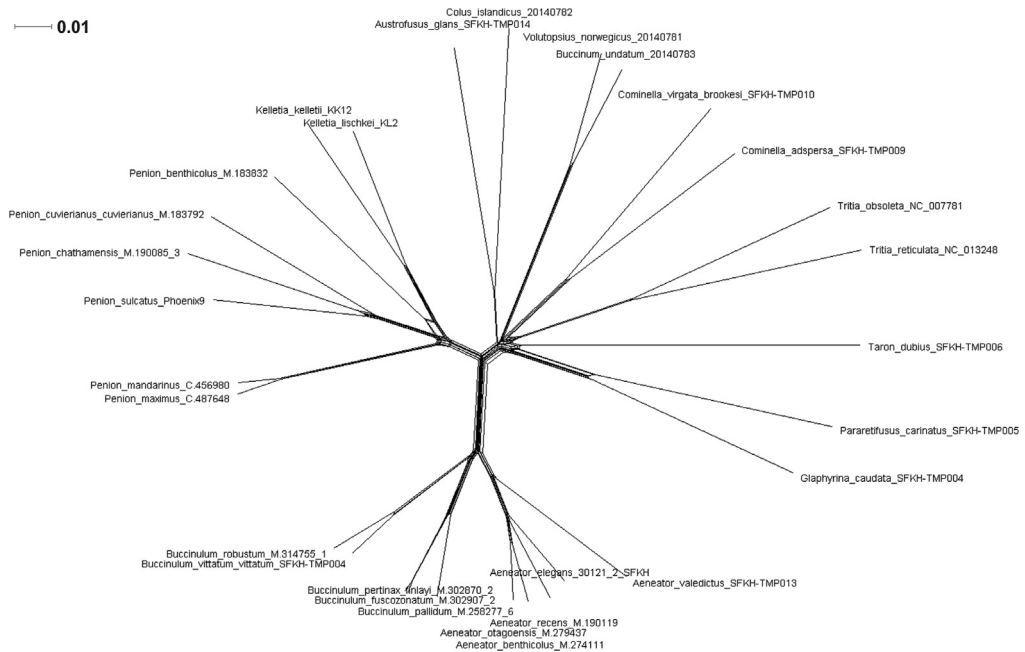 0.01
Colus_islandicus_20140782
Austrofusus_glans_SFKH-TMP014
Volutopsius_norwegicus_20140781
Buccinum_undatum_20140783
Cominella_virgata_brookesi_SFKH-TMP010
Kelletia_kelletii_KK12
Kelletia_lischkei_KL2
Cominella_adspersa_SFKH-TMP009
Penion_benthicolus_M.183832
Tritia_obsoleta_NC_007781
Penion_cuvierianus_cuvierianus_M.183792
Tritia_reticulata_NC_013248
Penion_chathamensis_M.190085_3
Penion_sulcatus_Phoenix9
Taron_dubius_SFKH-TMP006
Penion_mandarinus_C.456980
Penion_maximus_C.487648
Pararetifusus_carinatus_SFKH-TMP005
Glaphyrina_caudata_SFKH-TMP004
Buccinulum_robustum_M.314755_1
Buccinulum_vittatum_vittatum_SFKH-TMP004
Aeneator_elegans_30121_2_SFKH
Aeneator_valedictus_SFKH-TMP013
Buccinulum_pertinax_finlayi_M.302870_2
Buccinulum_fuscozonatum_M.302907_2
Buccinulum_pallidum_M.258277_6
Aeneator_recens_M.190119
Aeneator_otagoensis_M.279437
Aeneator_benthicolus_M.274111